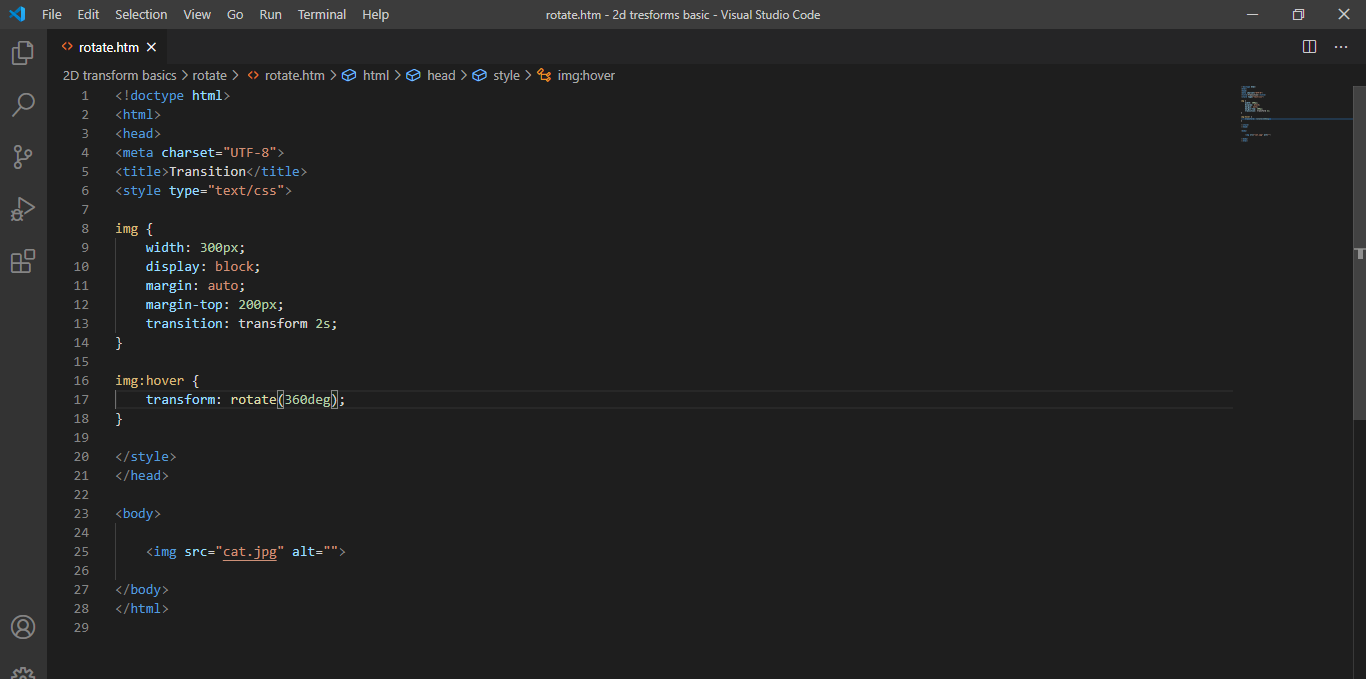 File Edit Selection View Go Run Terminal Help rotate.htm - 2d tresforms basic - Visual Studio Code
rotate.htm
2D transform basics > rotate > rotate.htm > html > head > style > img:hover
1 <!doctype html>
2 <html>
3 <head>
4 <meta charset="UTF-8">
5 <title>Transition</title>
6 <style type="text/css">
7
8 img {
9 width: 300px;
10 display: block;
11 margin: auto;
12 margin-top: 200px;
13 transition: transform 2s;
14 }
15
16 img:hover {
17 transform: rotate(360deg);
18 }
19
20 </style>
21 </head>
22
23 <body>
24
25 <img src="cat.jpg" alt="">
26
27 </body>
28 </html>
29